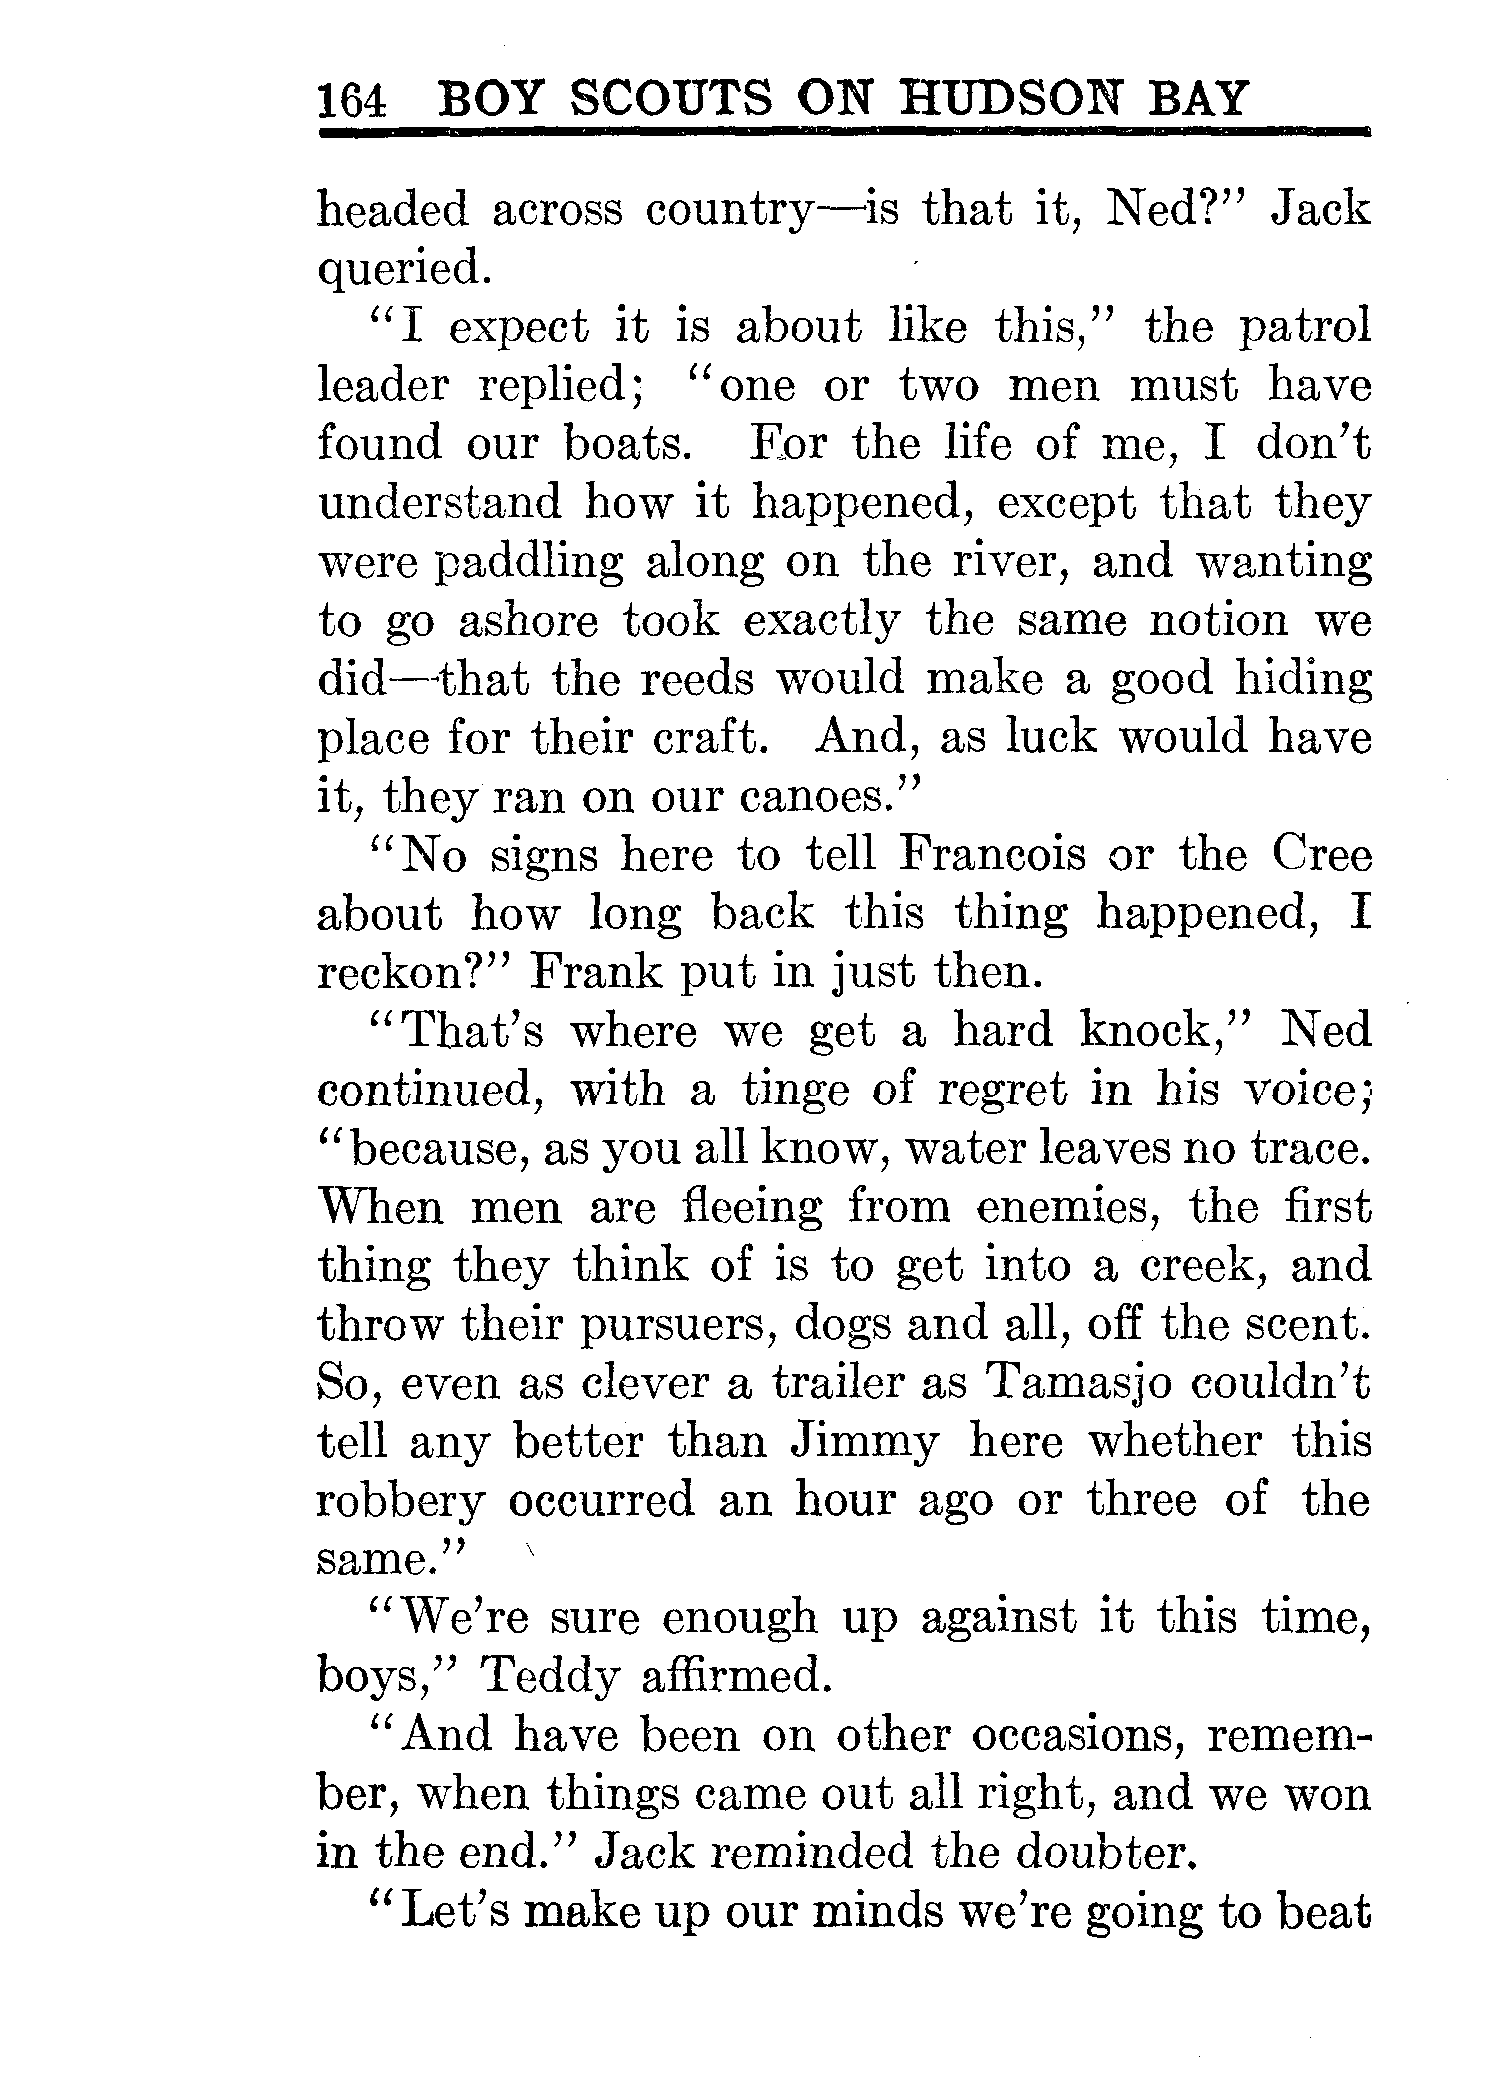 164 BOY SCOUTS ON HUDSON BAY
headed across country—is that it, Ned?” Jack
queried.
“I expect it is about like this,” the patrol
leader replied; “one or two men must have
found our boats. For the life of me, I don’t
understand how it happened, except that they
were paddling along on the river, and wanting
to go ashore took exactly the same notion we
did—that the reeds would make a good hiding
place for their craft. And, as luck would have
it, they ran on our canoes.”
“No signs here to tell Francois or the Cree
about how long back this thing happened, I
reckon?” Frank put in just then.
“That’s where we get a hard knock,” Ned
continued, with a tinge of regret in his voice;
“because, as you all know, water leaves no trace.
When men are fleeing from enemies, the first
thing they think of is to get into a creek, and
throw their pursuers, dogs and all, off the scent.
So, even as clever a trailer as Tamasjo couldn’t
tell any better than Jimmy here whether this
robbery occurred an hour ago or three of the
same.”
“We’re sure enough up against it this time,
boys,” Teddy affirmed.
“And have been on other occasions, remem-
ber, when things came out all right, and we won
in the end.” Jack reminded the doubter.
“Let’s make up our minds we’re going to beat